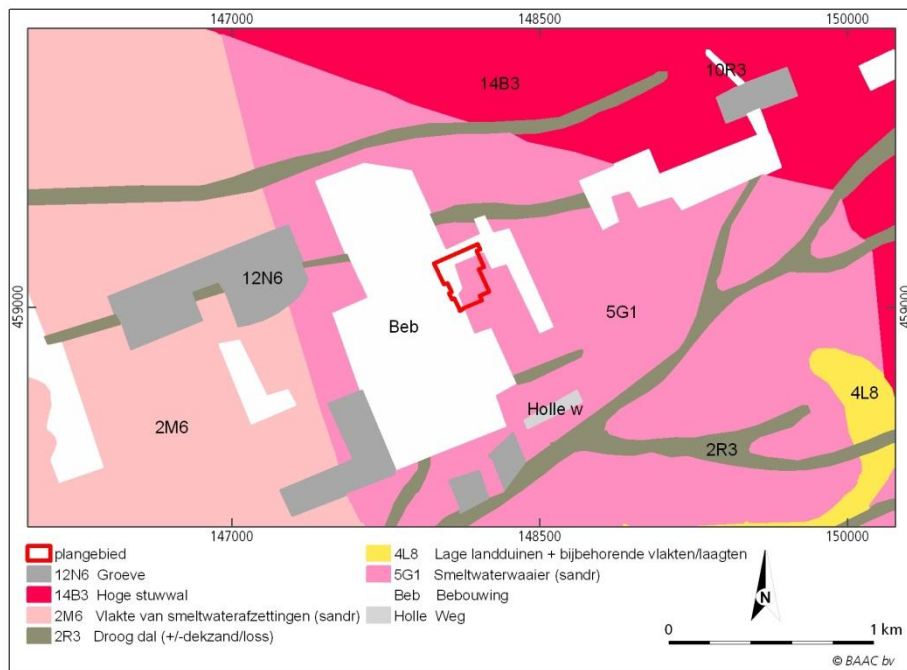 147000 148500 150000
14B3
10R3
12N6
459000
459000
Beb
5G1
4L8
Holle w
2M6
2R3
147000 148500 150000
plangebied
12N6 Groeve
14B3 Hoge stuwwal
2M6 Vlakte van smeltwaterafzettingen (sandr)
2R3 Droog dal (+/-dekzand/loss)
4L8 Lage landduinen + bijbehorende vlakten/laagten
5G1 Smeltwaterwaaier (sandr)
Beb Bebouwing
Holle Weg
N
0 1 km
© BAAC bv